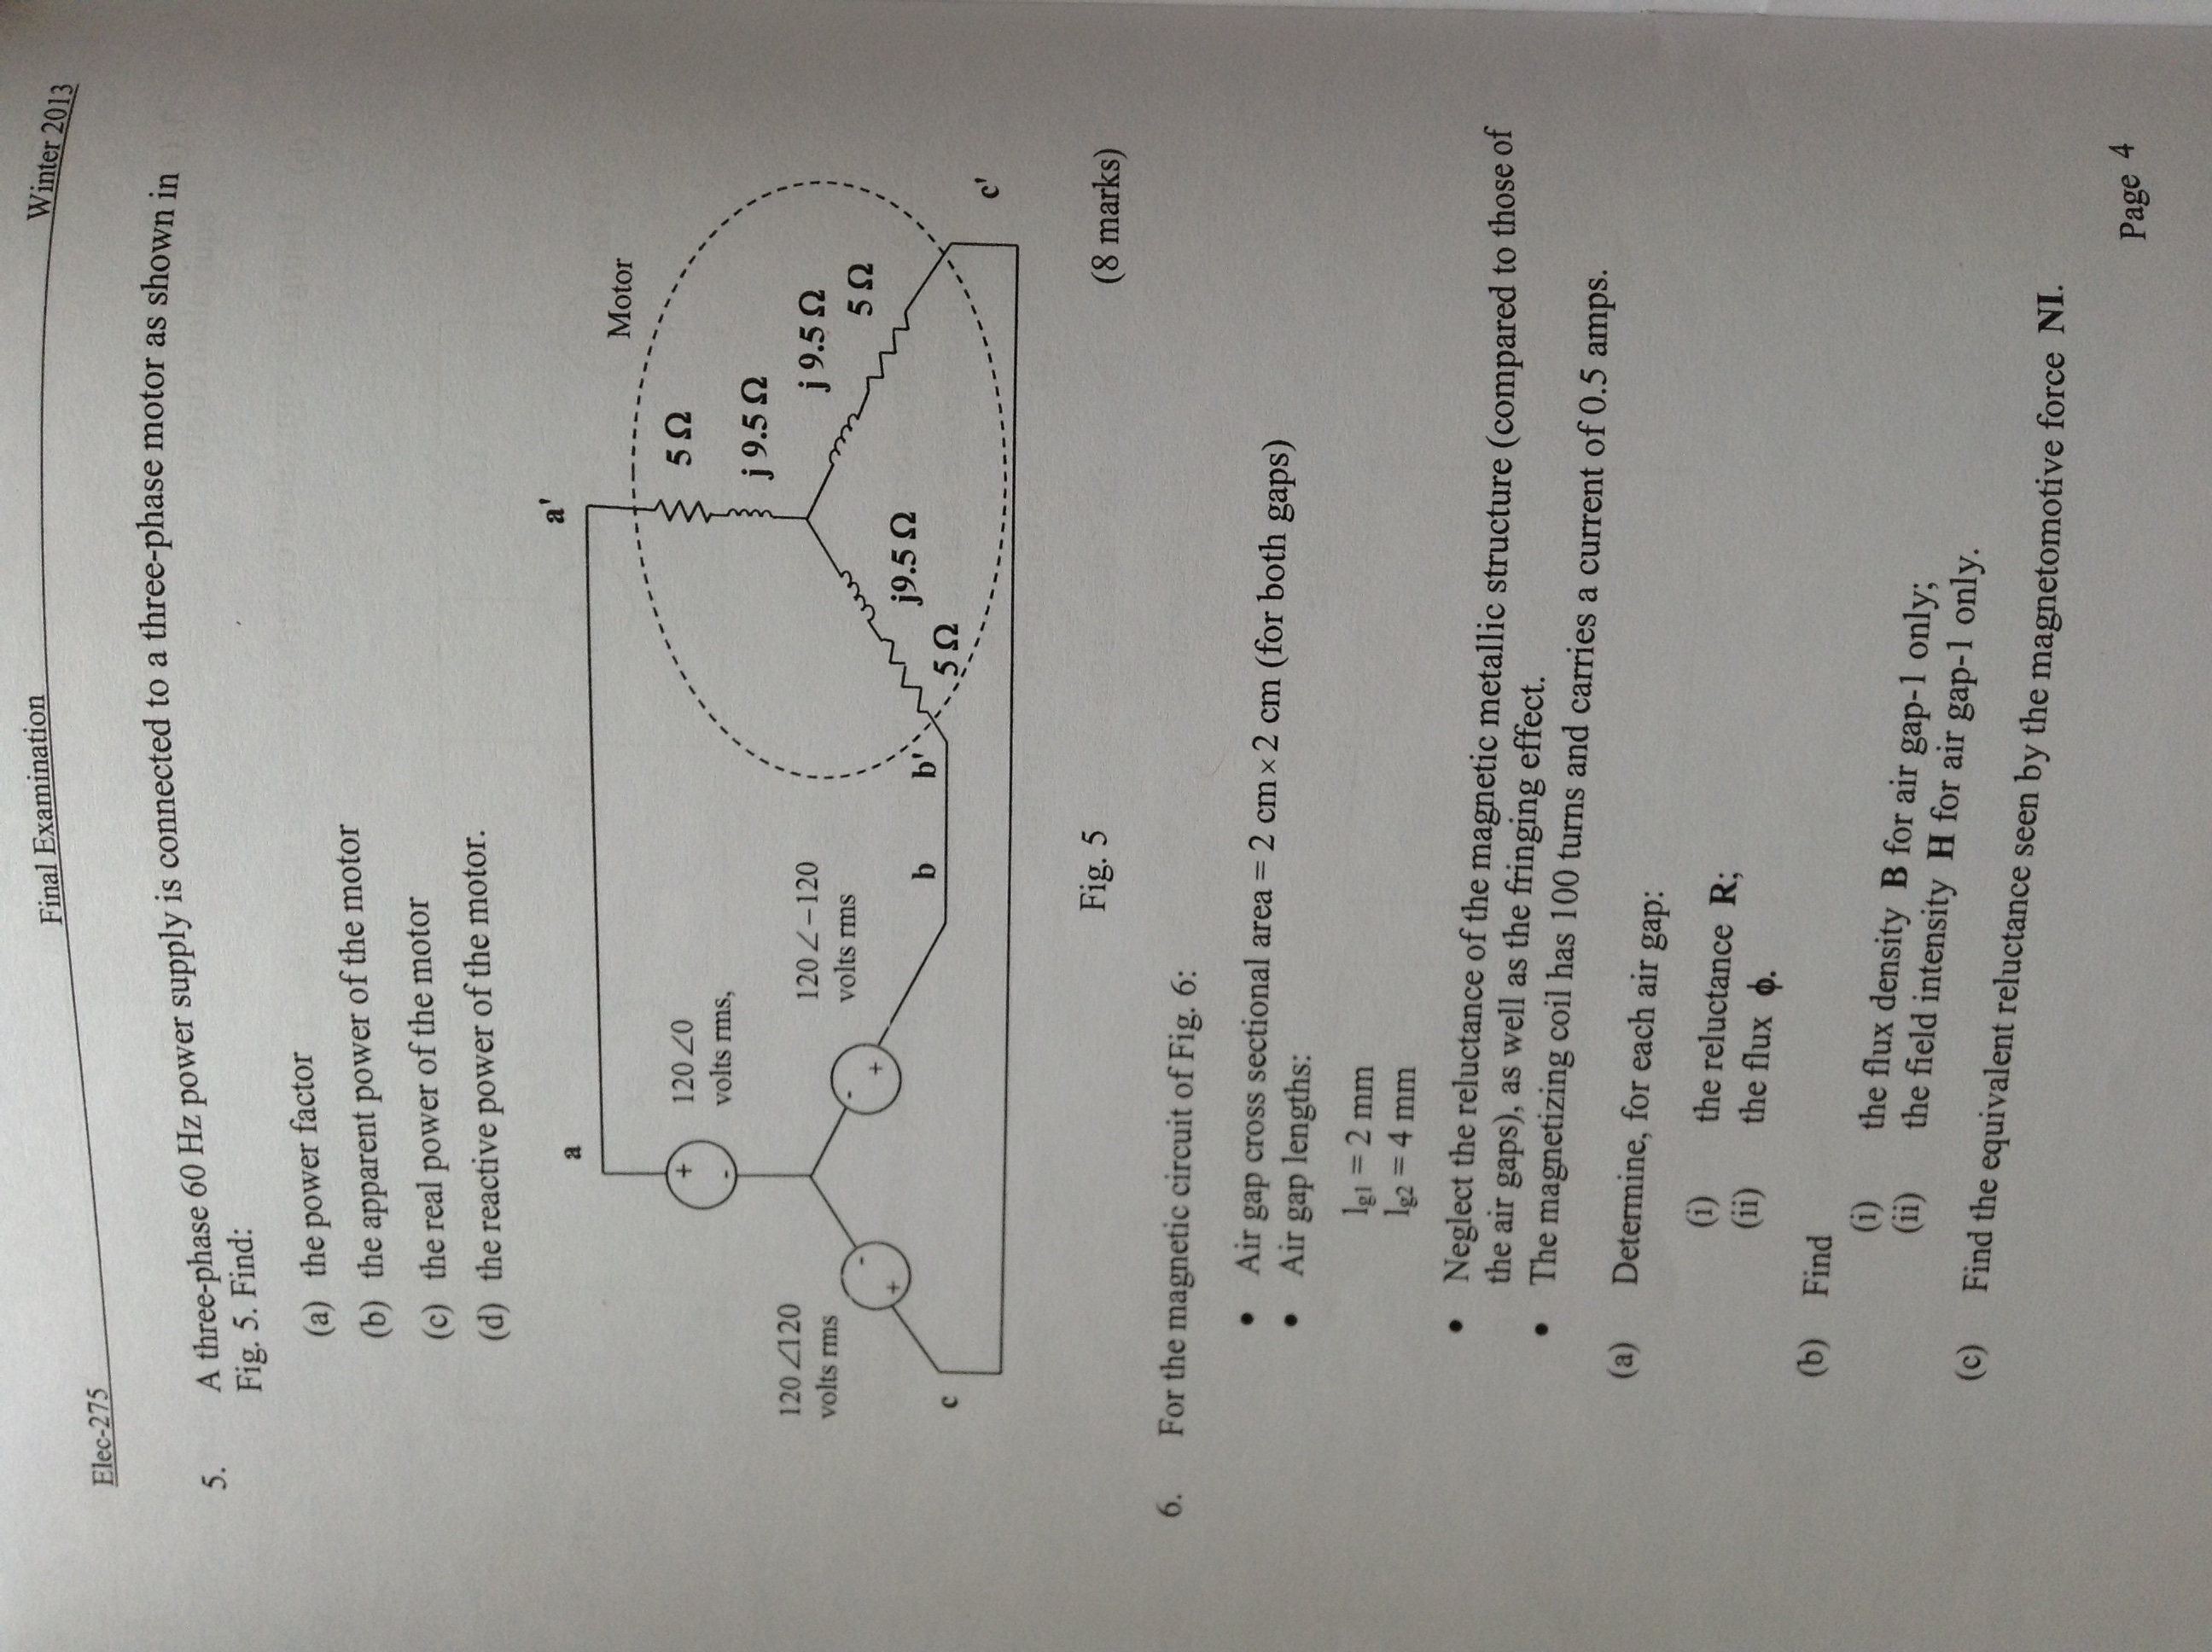 Elec-275 Final Examination Winter 2013
5. A three-phase 60 Hz power supply is connected to a three-phase motor as shown in
Fig. 5. Find:
(a) the power factor
(b) the apparent power of the motor
(c) the real power of the motor
(d) the reactive power of the motor.
a
a'
Motor
+
-
120∠0
volts rms,
5 Ω
j 9.5 Ω
120∠120
volts rms
120∠−120
volts rms
j 9.5 Ω
5 Ω
-
+
-
+
j9.5 Ω
5 Ω
b
b'
c
c'
Fig. 5
(8 marks)
6. For the magnetic circuit of Fig. 6:
• Air gap cross sectional area = 2 cm × 2 cm (for both gaps)
• Air gap lengths:
lg1 = 2 mm
lg2 = 4 mm
• Neglect the reluctance of the magnetic metallic structure (compared to those of
the air gaps), as well as the fringing effect.
• The magnetizing coil has 100 turns and carries a current of 0.5 amps.
(a) Determine, for each air gap:
(i) the reluctance R;
(ii) the flux ϕ.
(b) Find
(i) the flux density B for air gap-1 only;
(ii) the field intensity H for air gap-1 only.
(c) Find the equivalent reluctance seen by the magnetomotive force NI.
Page 4